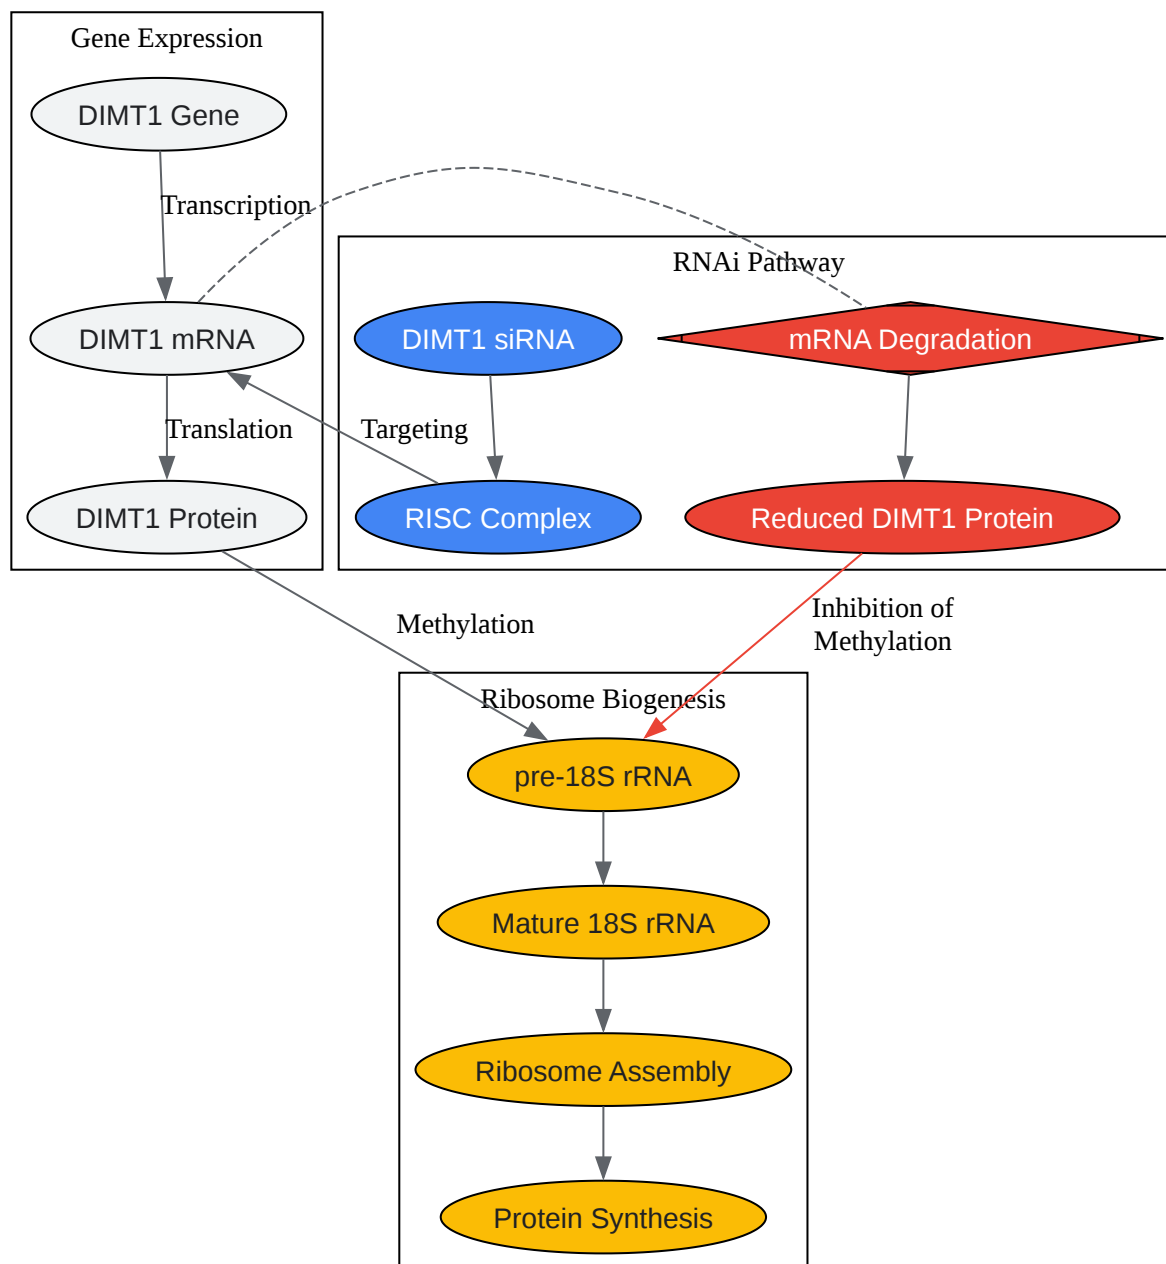 Gene Expression
DIMT1 Gene
Transcription
RNAi Pathway
DIMT1 mRNA
DIMT1 siRNA
mRNA Degradation
Translation
Targeting
DIMT1 Protein
RISC Complex
Reduced DIMT1 Protein
Methylation
Inhibition of
Methylation
Ribosome Biogenesis
pre-18S rRNA
Mature 18S rRNA
Ribosome Assembly
Protein Synthesis